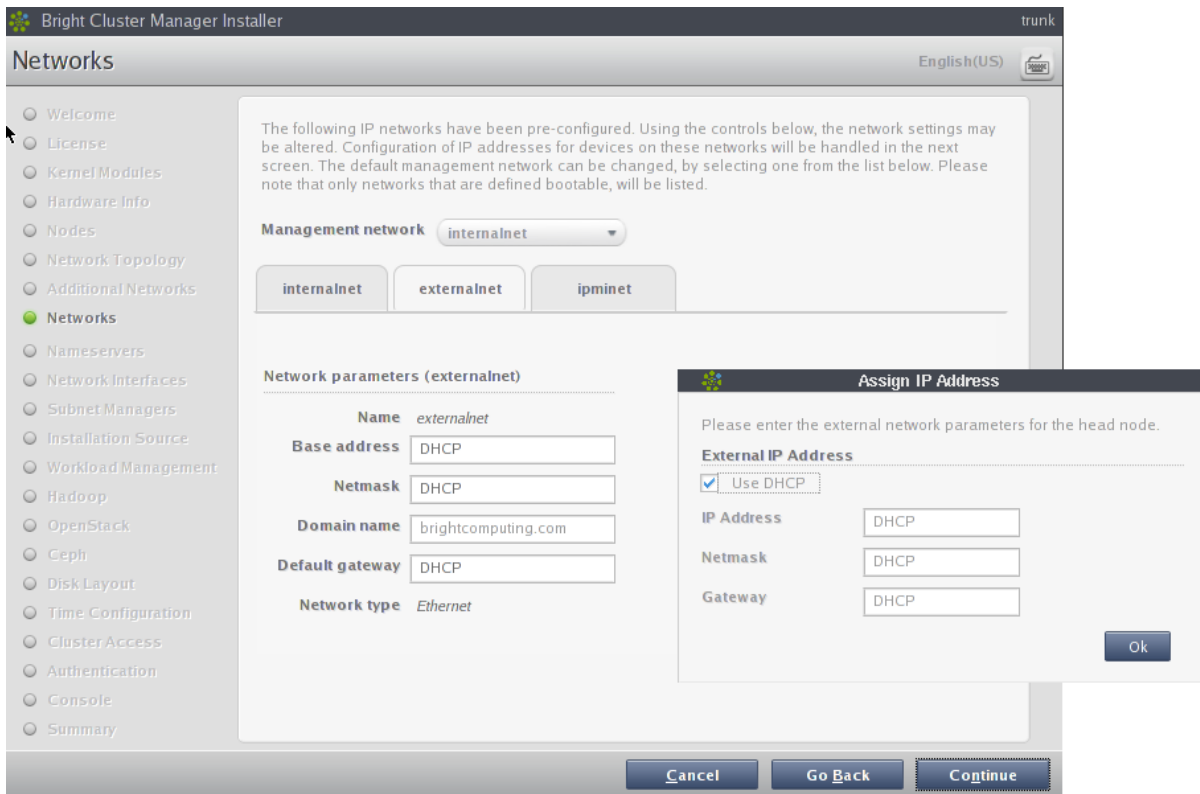 Bright Cluster Manager Installer
trunk
Networks
English(US)
Welcome
License
Kernel Modules
Hardware Info
Nodes
Network Topology
Additional Networks
Networks
Nameservers
Network Interfaces
Subnet Managers
Installation Source
Workload Management
Hadoop
OpenStack
Ceph
Disk Layout
Time Configuration
Cluster Access
Authentication
Console
Summary
The following IP networks have been pre-configured. Using the controls below, the network settings may
be altered. Configuration of IP addresses for devices on these networks will be handled in the next
screen. The default management network can be changed, by selecting one from the list below. Please
note that only networks that are defined bootable, will be listed.
Management network internalnet
internalnet externalnet ipminet
Network parameters (externalnet)
Name externalnet
Base address DHCP
Netmask DHCP
Domain name brightcomputing.com
Default gateway DHCP
Network type Ethernet
Assign IP Address
Please enter the external network parameters for the head node.
External IP Address
Use DHCP
IP Address DHCP
Netmask DHCP
Gateway DHCP
Ok
Cancel Go Back Continue